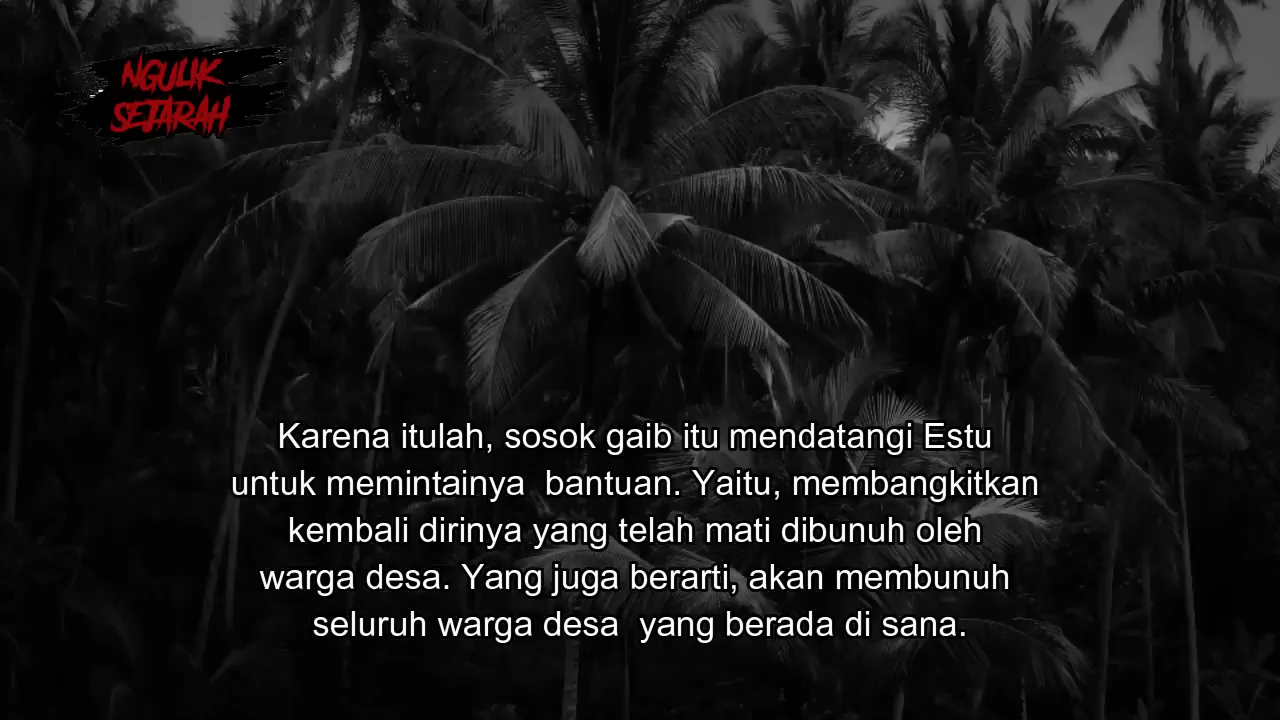 NGULIK
SEJARAH
Karena itulah, sosok gaib itu mendatangi Estu
untuk memintainya  bantuan. Yaitu, membangkitkan
kembali dirinya yang telah mati dibunuh oleh
warga desa. Yang juga berarti, akan membunuh
seluruh warga desa  yang berada di sana.